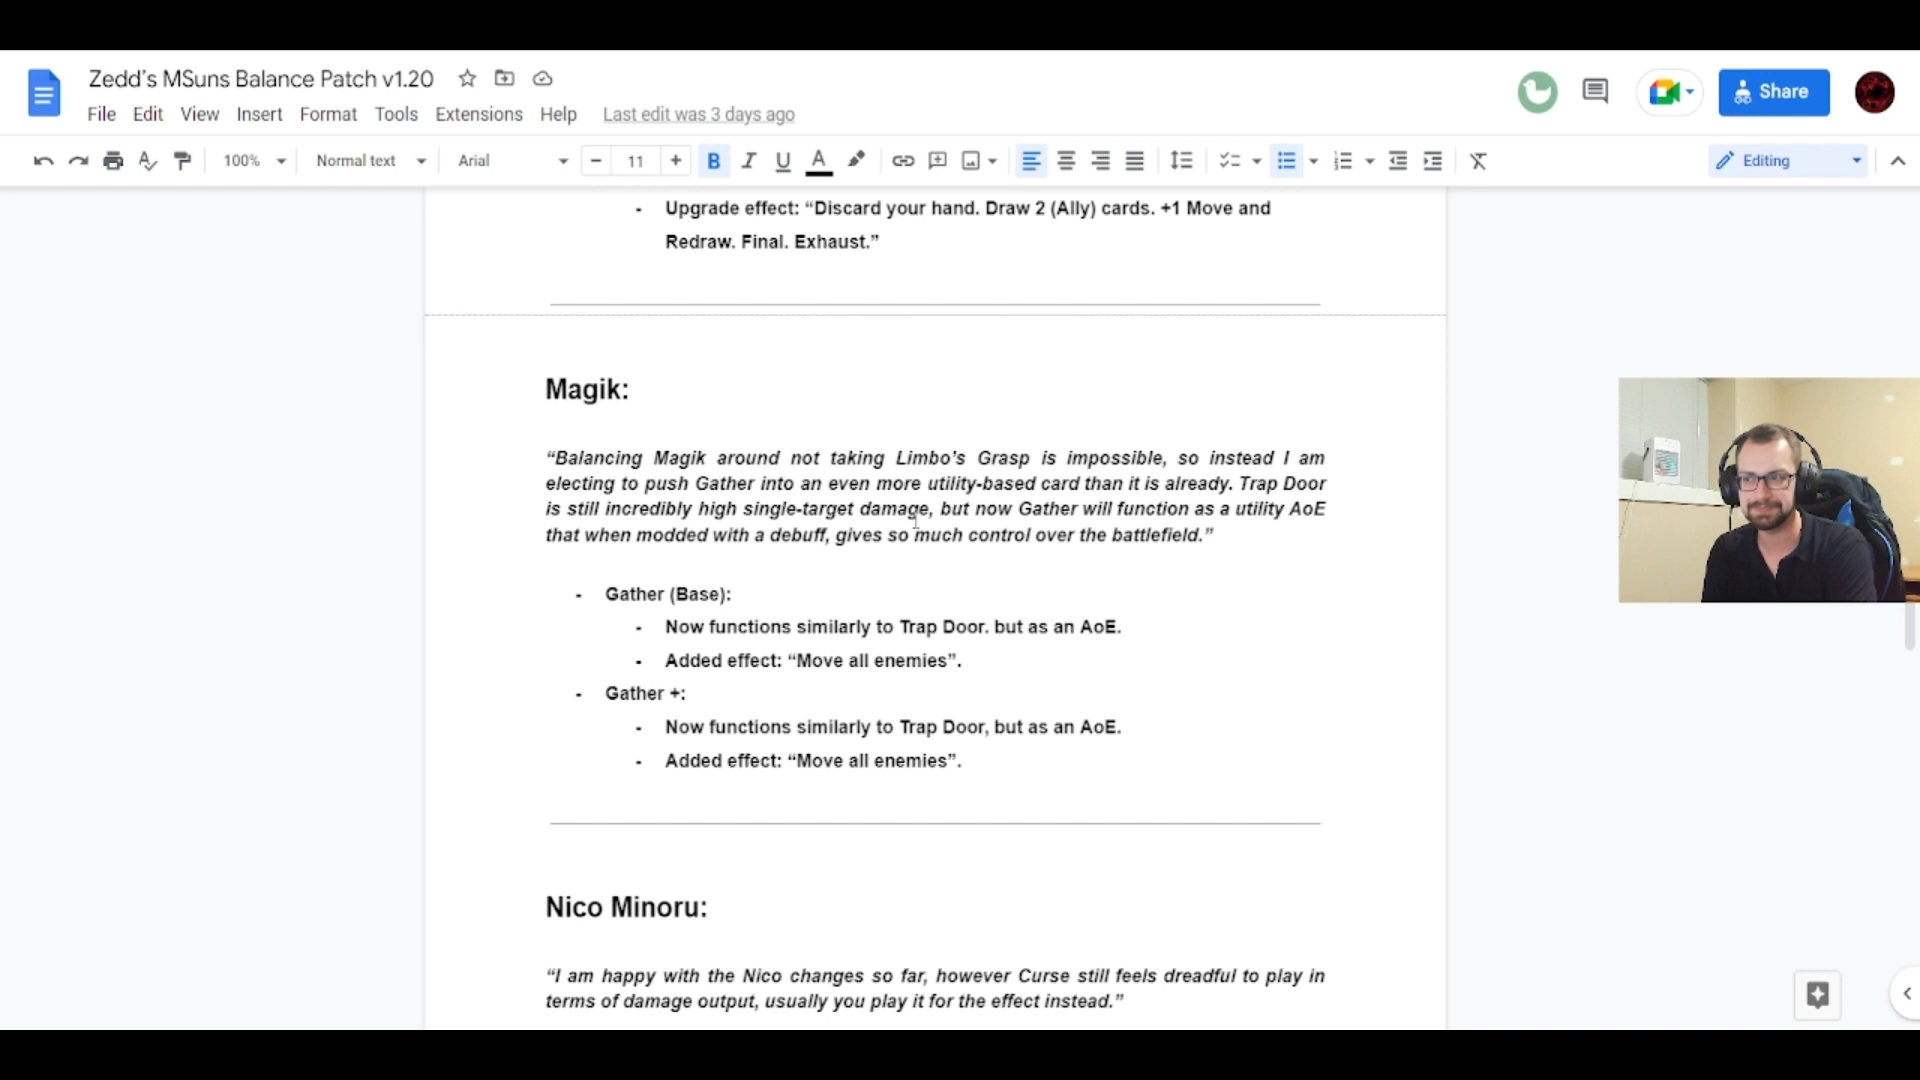 Zedd's MSuns Balance Patch v1.20
File Edit View Insert Format Tools Extensions Help Last edit was 3 days ago
Share
100% Normal text Arial − 11 + B I U A Editing
- Upgrade effect: “Discard your hand. Draw 2 (Ally) cards. +1 Move and
Redraw. Final. Exhaust.”
Magik:
“Balancing Magik around not taking Limbo’s Grasp is impossible, so instead I am
electing to push Gather into an even more utility-based card than it is already. Trap Door
is still incredibly high single-target damage, but now Gather will function as a utility AoE
that when modded with a debuff, gives so much control over the battlefield.”
- Gather (Base):
- Now functions similarly to Trap Door. but as an AoE.
- Added effect: “Move all enemies”.
- Gather +:
- Now functions similarly to Trap Door, but as an AoE.
- Added effect: “Move all enemies”.
Nico Minoru:
“I am happy with the Nico changes so far, however Curse still feels dreadful to play in
terms of damage output, usually you play it for the effect instead.”